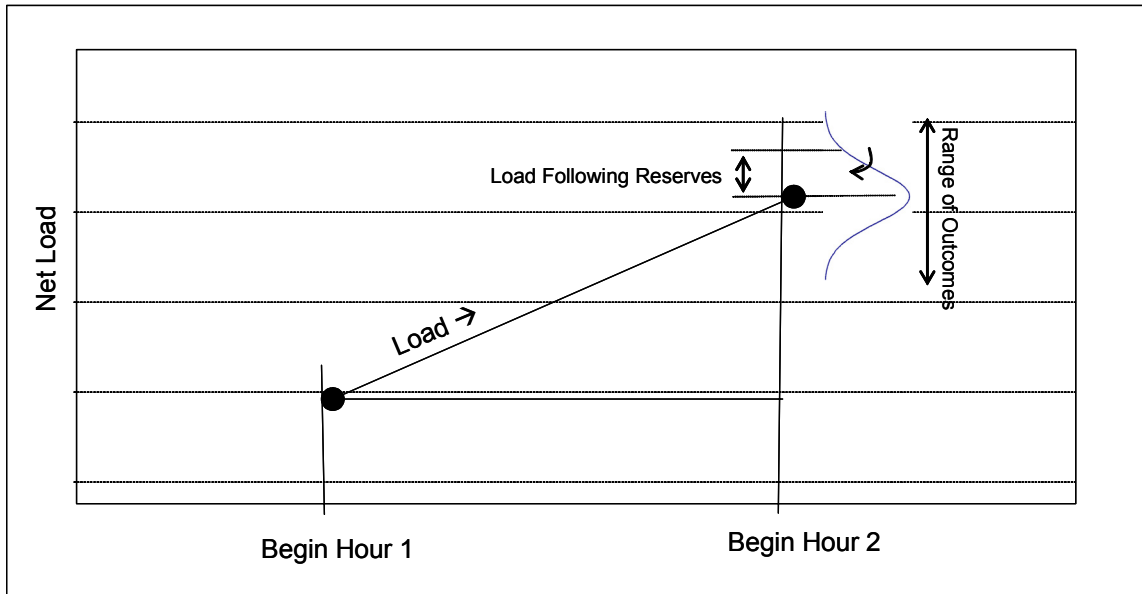 Net Load
Load Following Reserves
Range of Outcomes
Load →
Begin Hour 1
Begin Hour 2